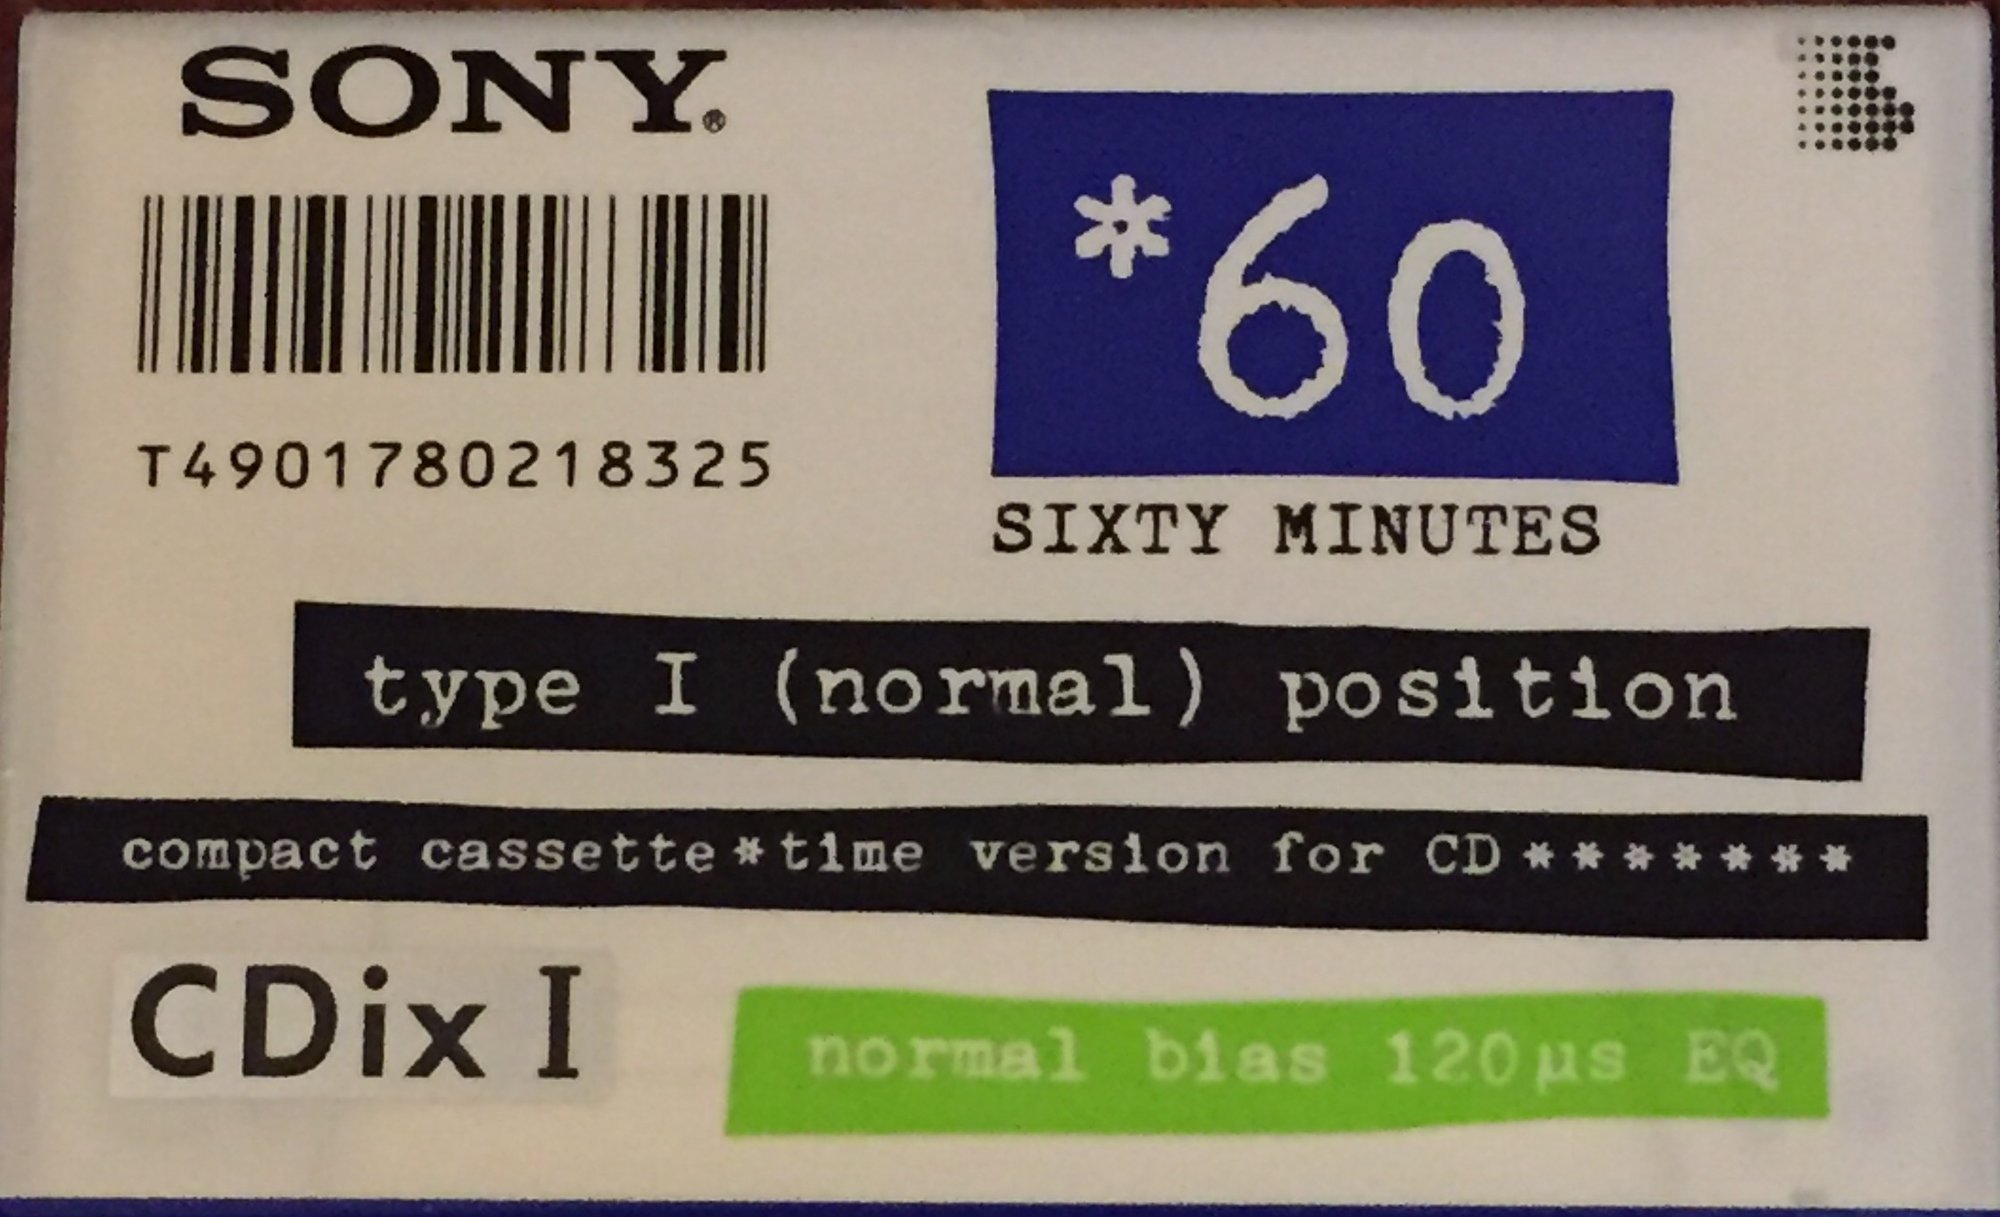 SONY®
*60
T4901780218325
SIXTY MINUTES
type I (normal) position
compact cassette*time version for CD*******
CDix I
normal bias 120µs EQ